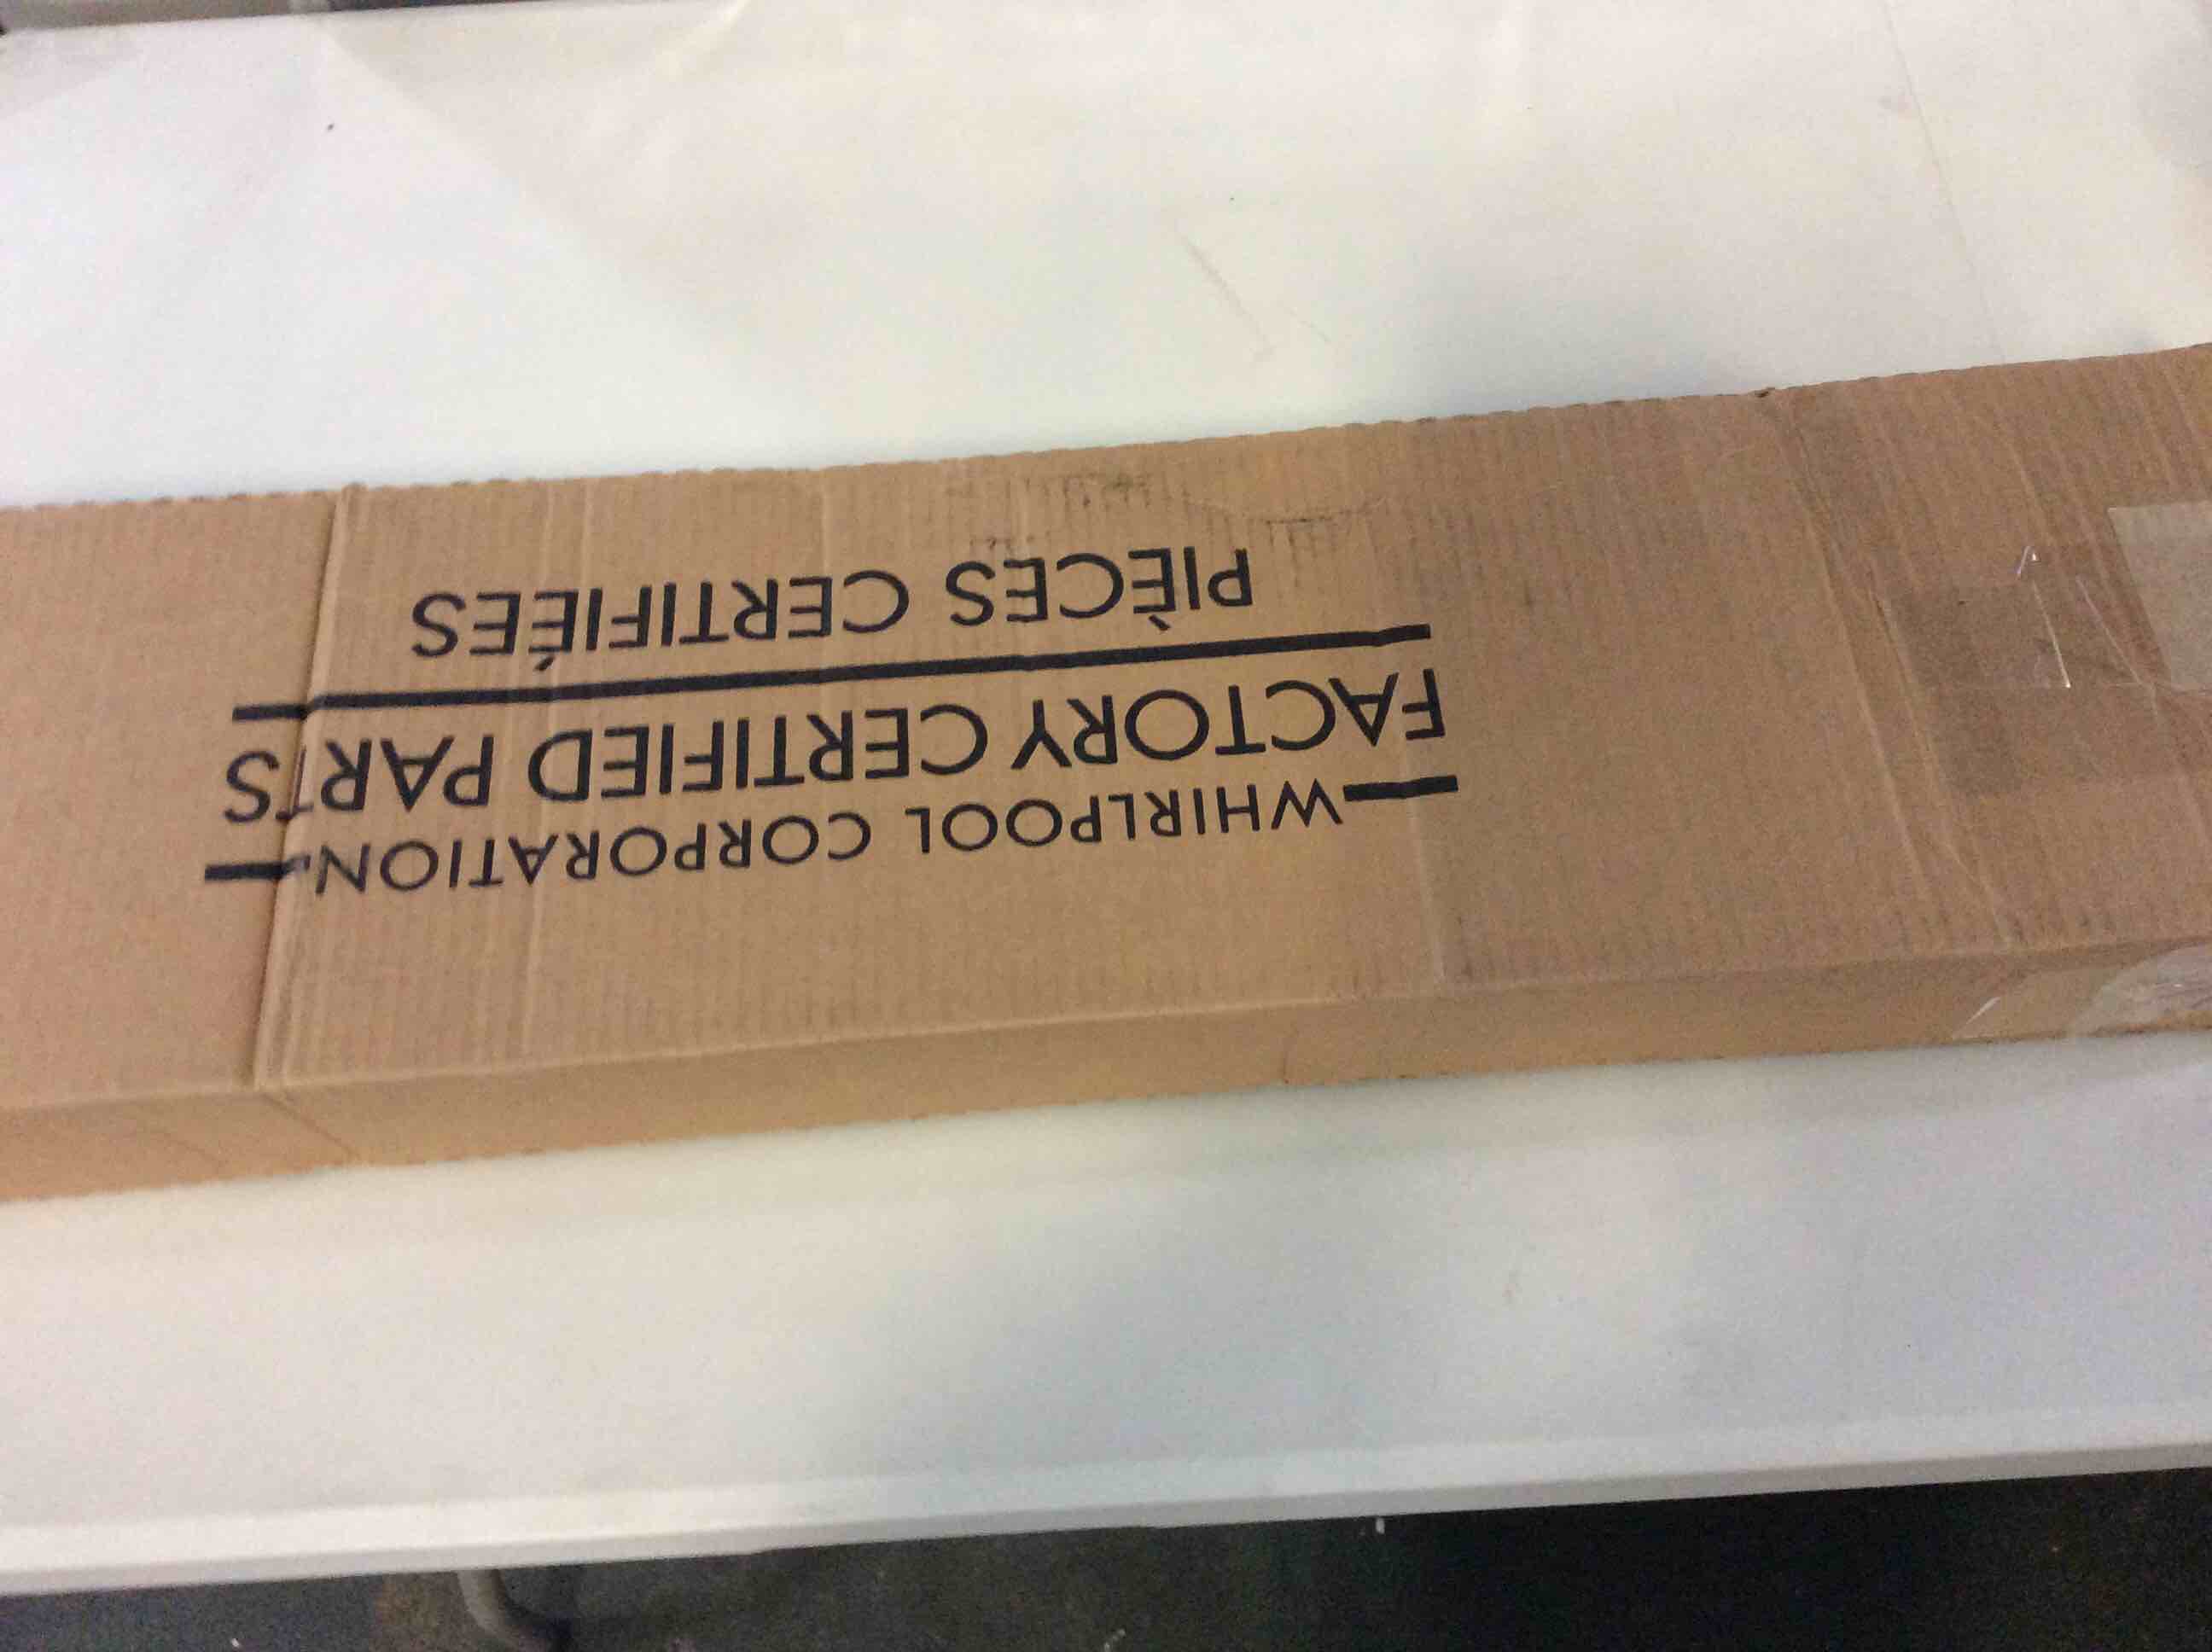 WHIRLPOOL CORPORATION
FACTORY CERTIFIED PARTS
PIÈCES CERTIFIÉES